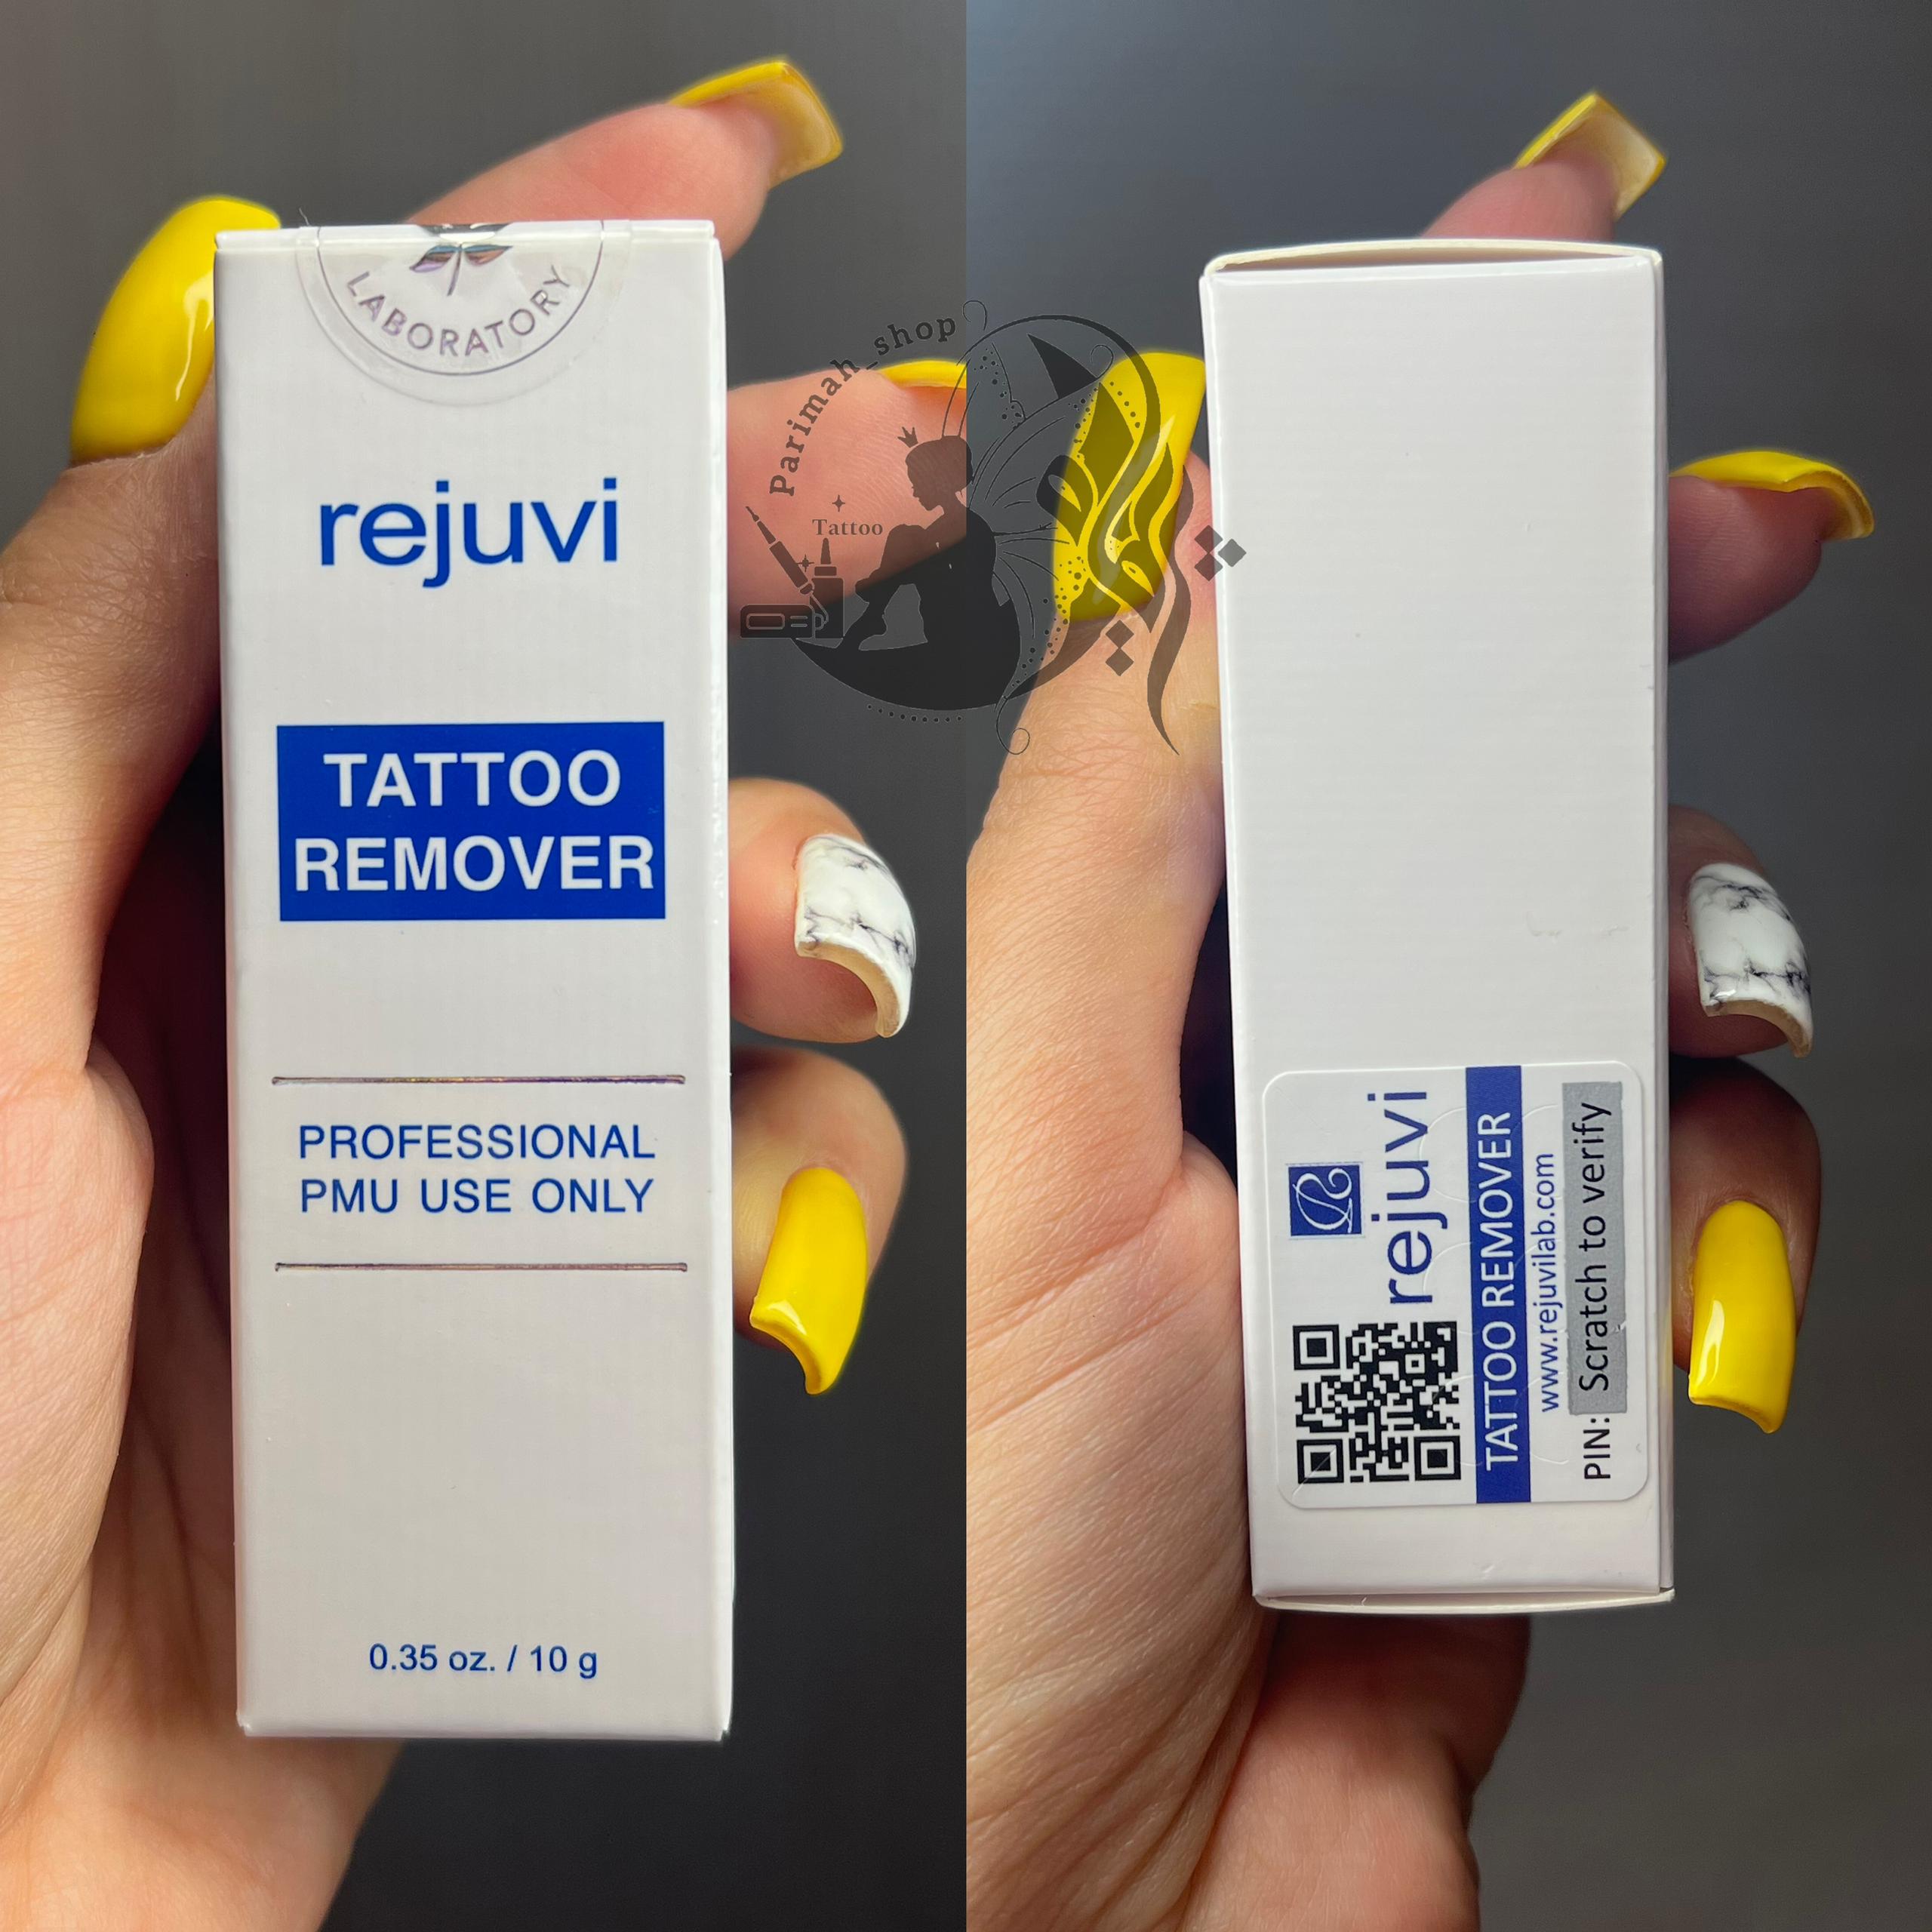 LABORATORY
rejuvi
TATTOO
REMOVER
PROFESSIONAL
PMU USE ONLY
0.35 oz. / 10 g
Parimah_shop
Tattoo
rejuvi
TATTOO REMOVER
www.rejuvilab.com
PIN: Scratch to verify